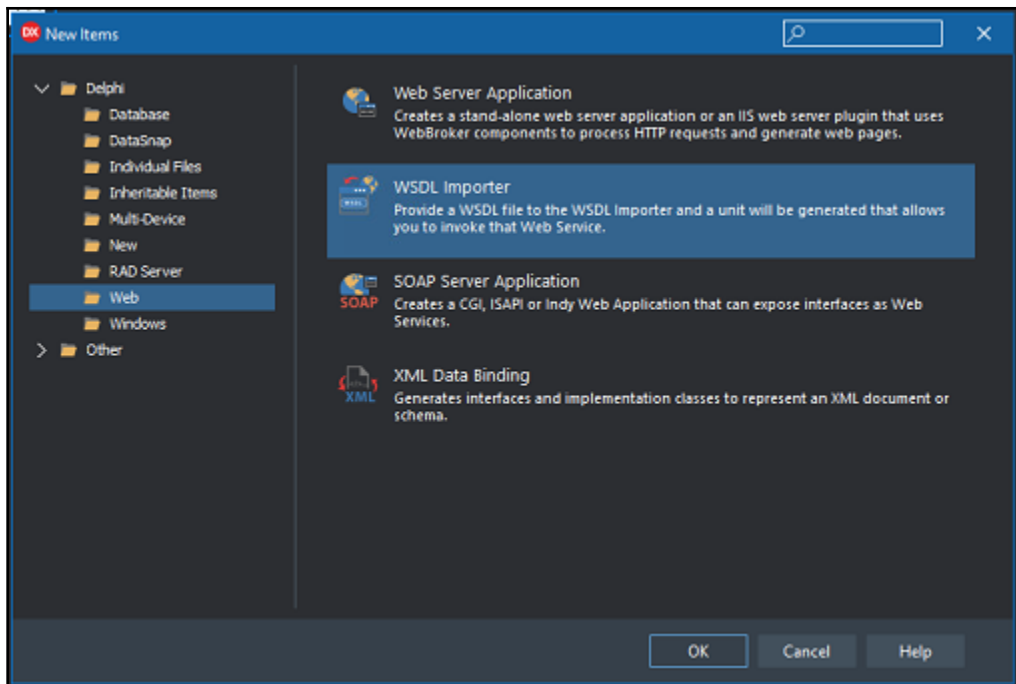 DX New Items
Delphi
Database
DataSnap
Individual Files
Inheritable Items
Multi-Device
New
RAD Server
Web
Windows
Other
Web Server Application
Creates a stand-alone web server application or an IIS web server plugin that uses
WebBroker components to process HTTP requests and generate web pages.
WSDL
WSDL Importer
Provide a WSDL file to the WSDL Importer and a unit will be generated that allows
you to invoke that Web Service.
SOAP
SOAP Server Application
Creates a CGI, ISAPI or Indy Web Application that can expose interfaces as Web
Services.
XML
XML Data Binding
Generates interfaces and implementation classes to represent an XML document or
schema.
OK
Cancel
Help